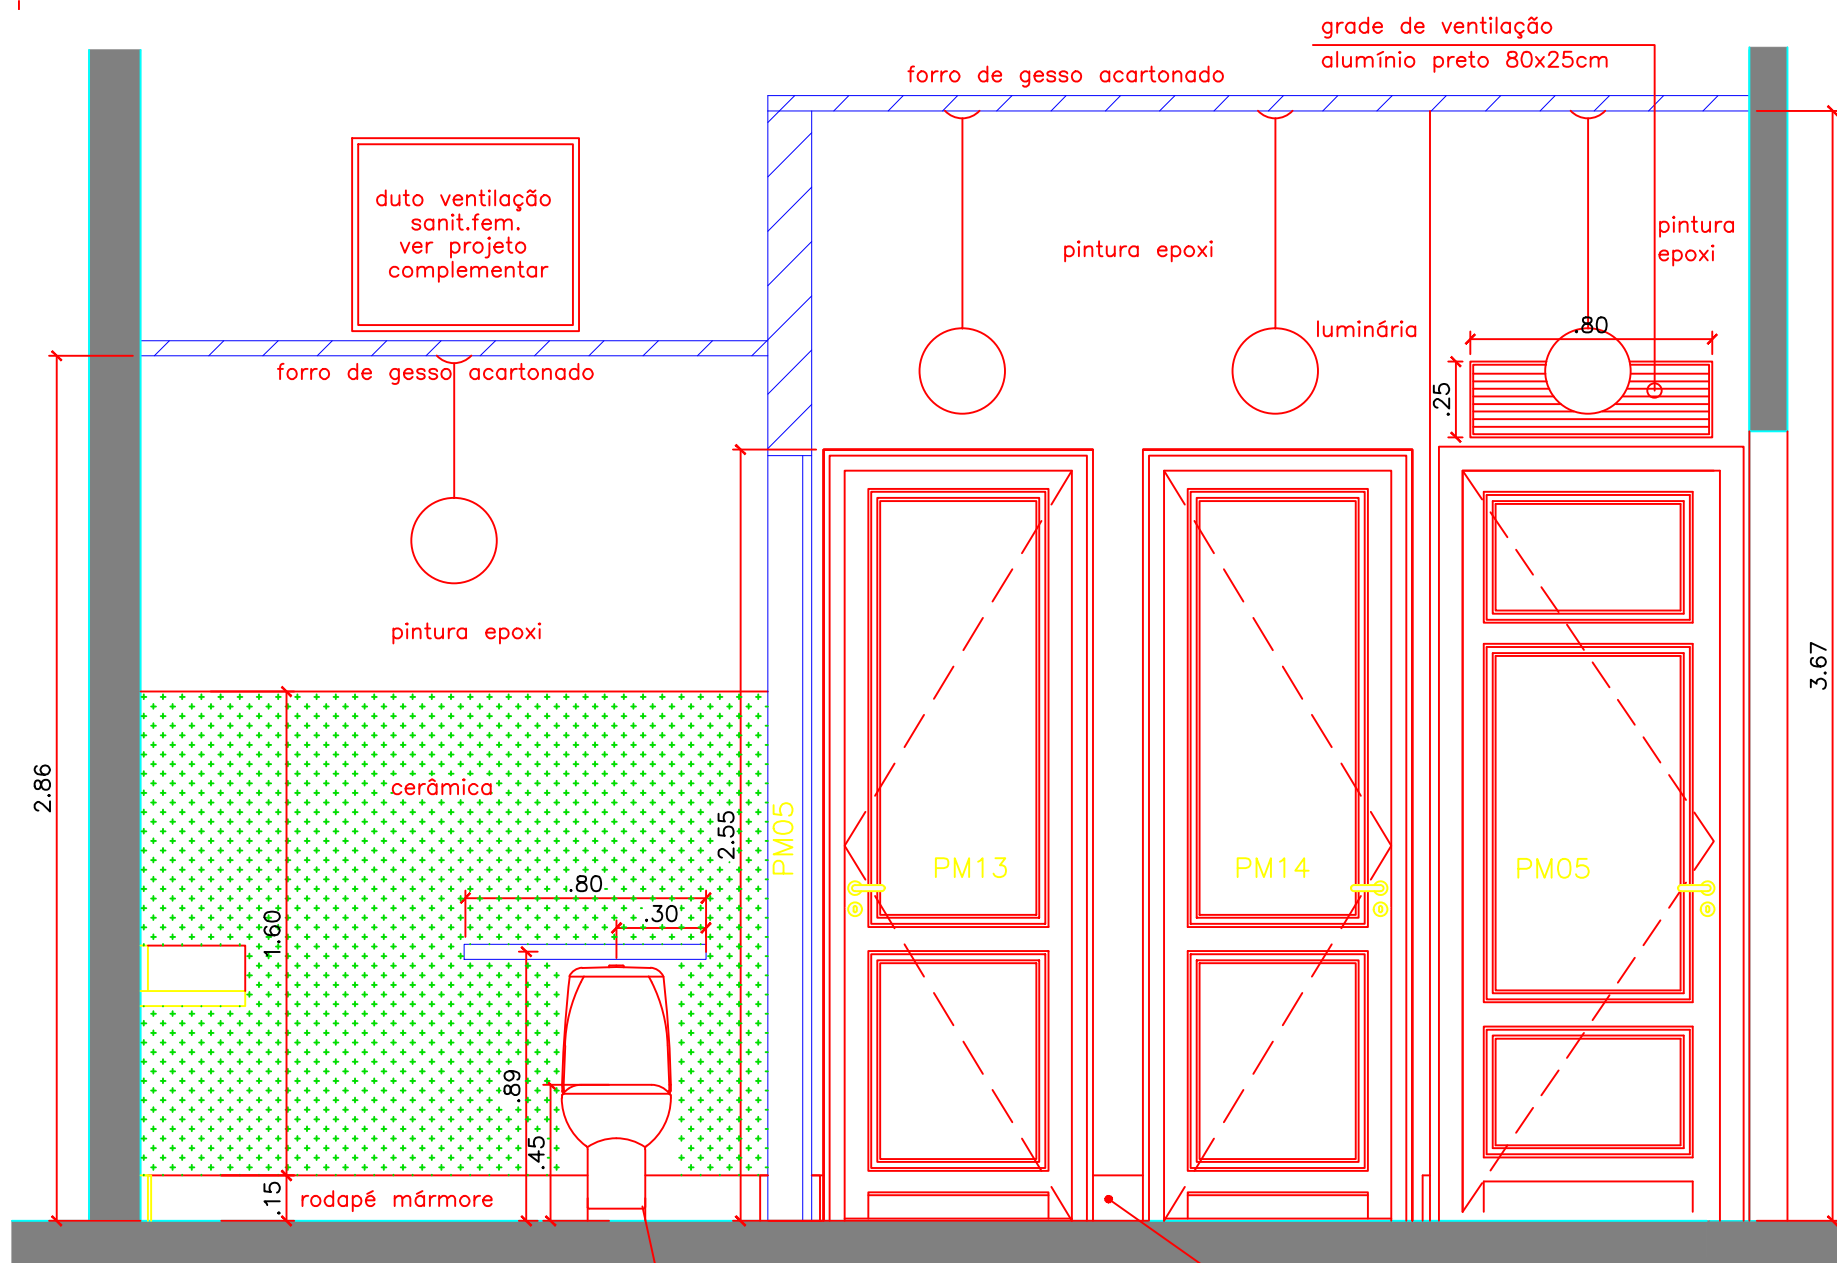 grade de ventilação
alumínio preto 80x25cm
forro de gesso acartonado
duto ventilação
sanit.fem.
ver projeto
complementar
pintura epoxi
pintura
epoxi
luminária
.80
.25
forro de gesso acartonado
pintura epoxi
3.67
2.86
cerâmica
2.55
PM05
PM13
PM14
PM05
.80
.30
1.60
.89
.45
.15
rodapé mármore